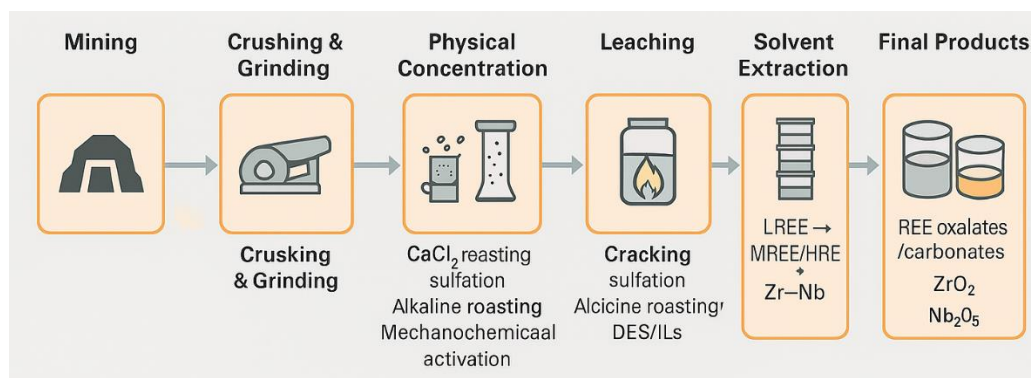 Mining
Crushing &
Grinding
Physical
Concentration
Leaching
Solvent
Extraction
Final Products
Crusking
& Grinding
CaCl₂ reasting
sulfation
Alkaline roasting
Mechanochemicaal
activation
Cracking
sulfation
Alcicine roasting'
DES/ILs
LREE →
MREE/HRE
Zr–Nb
REE oxalates
/carbonates
ZrO₂
Nb₂O₅